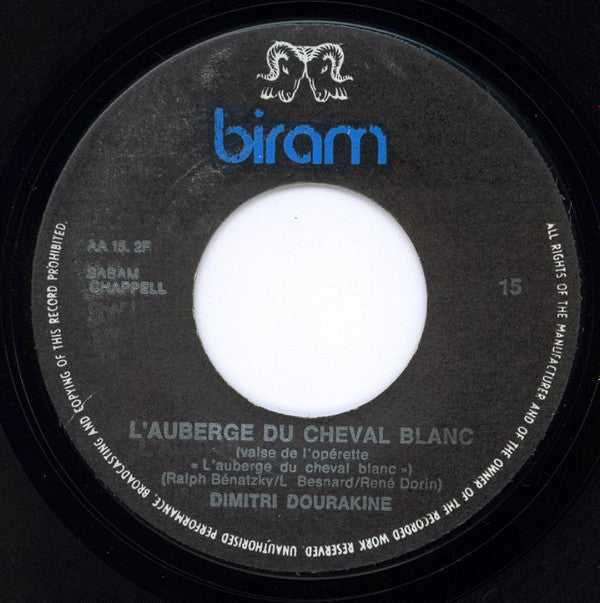 biram
AA 15. 2F
SABAM
CHAPPELL
15
L'AUBERGE DU CHEVAL BLANC
(valse de l'opérette
« L'auberge du cheval blanc »)
(Ralph Bénatzky/L. Besnard/René Dorin)
DIMITRI DOURAKINE
ALL RIGHTS OF THE MANUFACTURER AND OF THE OWNER OF THE RECORDED WORK RESERVED. UNAUTHORISED PERFORMANCE, BROADCASTING AND COPYING OF THIS RECORD PROHIBITED.